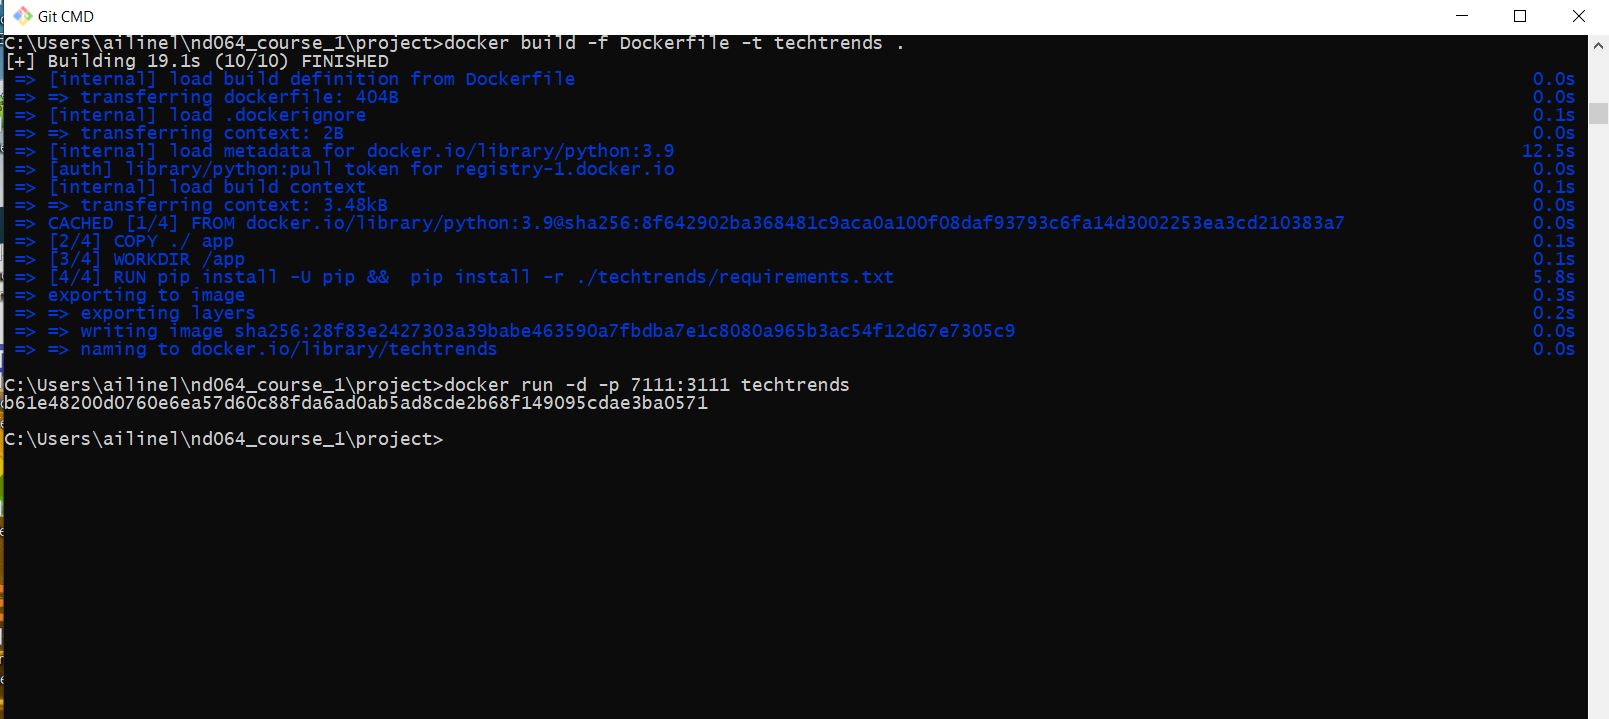 Git CMD
C:\Users\ailinel\nd064_course_1\project>docker build -f Dockerfile -t techtrends .
[+] Building 19.1s (10/10) FINISHED
=> [internal] load build definition from Dockerfile 0.0s
=> => transferring dockerfile: 404B 0.0s
=> [internal] load .dockerignore 0.1s
=> => transferring context: 2B 0.0s
=> [internal] load metadata for docker.io/library/python:3.9 12.5s
=> [auth] library/python:pull token for registry-1.docker.io 0.0s
=> [internal] load build context 0.1s
=> => transferring context: 3.48kB 0.0s
=> CACHED [1/4] FROM docker.io/library/python:3.9@sha256:8f642902ba368481c9aca0a100f08daf93793c6fa14d3002253ea3cd210383a7 0.0s
=> [2/4] COPY ./ app 0.1s
=> [3/4] WORKDIR /app 0.1s
=> [4/4] RUN pip install -U pip &&  pip install -r ./techtrends/requirements.txt 5.8s
=> exporting to image 0.3s
=> => exporting layers 0.2s
=> => writing image sha256:28f83e2427303a39babe463590a7fbdba7e1c8080a965b3ac54f12d67e7305c9 0.0s
=> => naming to docker.io/library/techtrends 0.0s
C:\Users\ailinel\nd064_course_1\project>docker run -d -p 7111:3111 techtrends
b61e48200d0760e6ea57d60c88fda6ad0ab5ad8cde2b68f149095cdae3ba0571
C:\Users\ailinel\nd064_course_1\project>